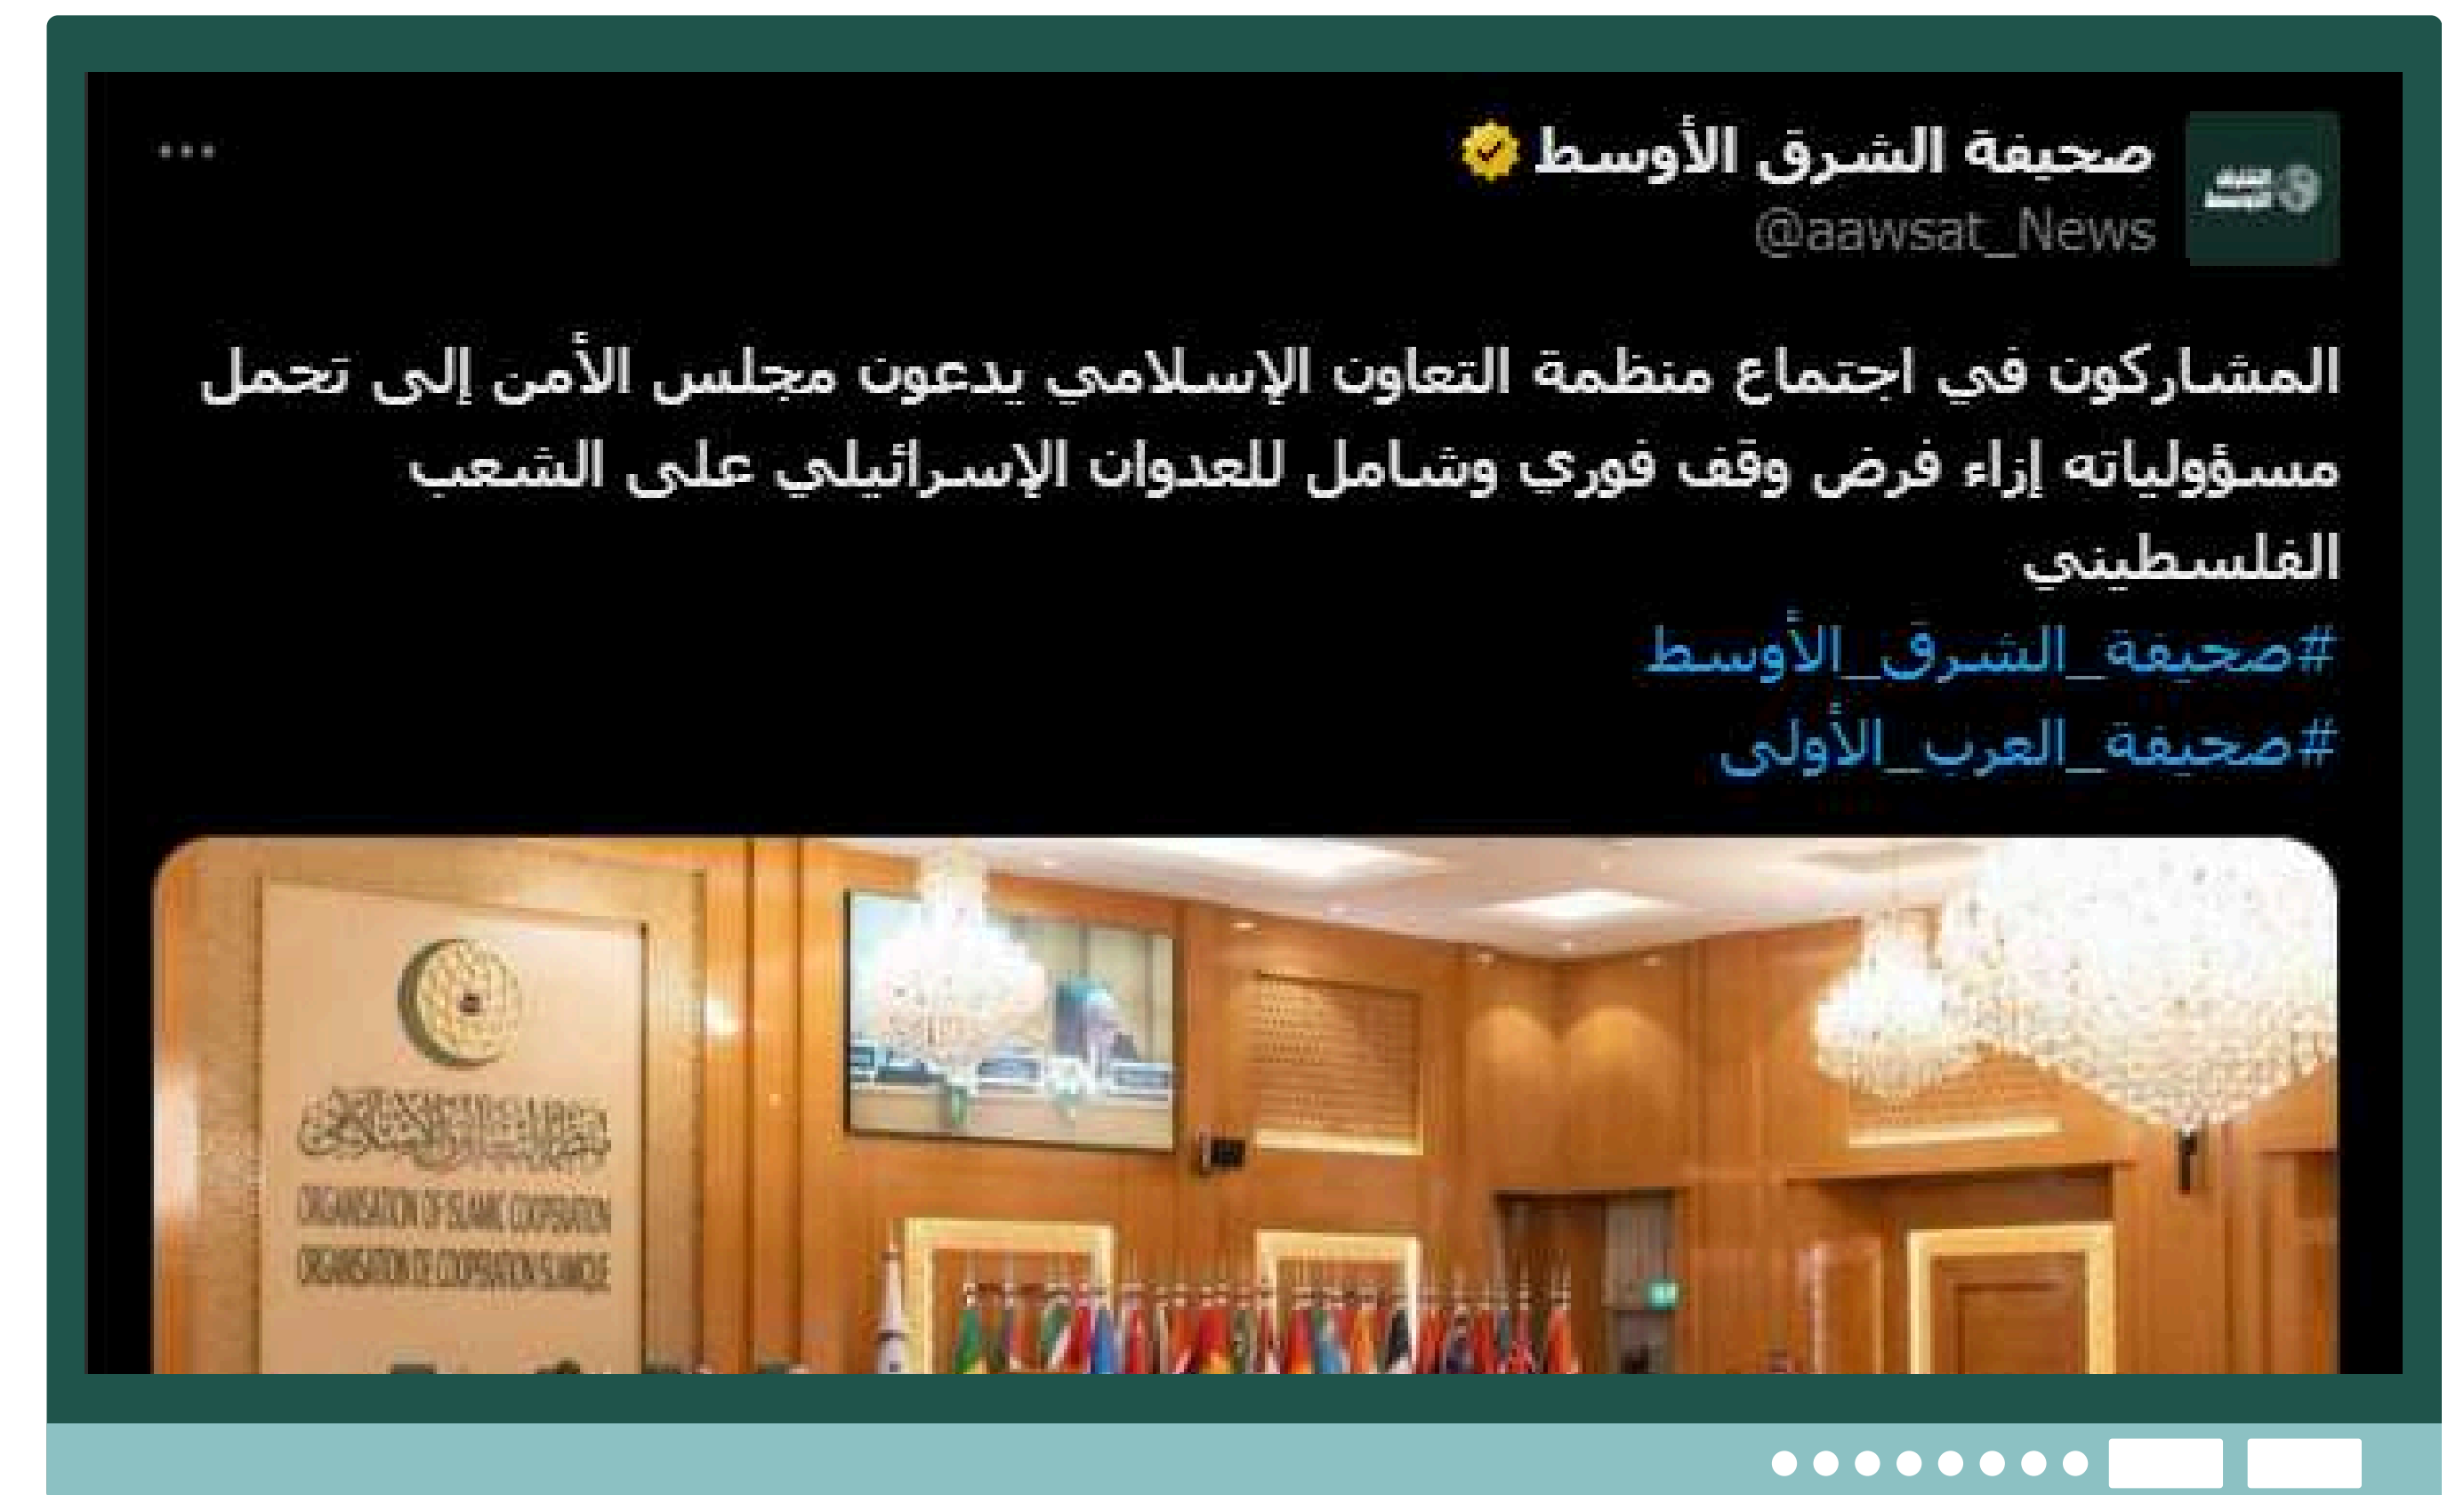 صحيفة الشرق الأوسط
@aawsat_News
المشاركون في اجتماع منظمة التعاون الإسلامي يدعون مجلس الأمن إلى تحمل
مسؤولياته إزاء فرض وقف فوري وشامل للعدوان الإسرائيلي على الشعب
الفلسطيني
#صحيفة_الشرق_الأوسط
#صحيفة_العرب_الأولى
ORGANISATION OF ISLAMIC COOPERATION
ORGANISATION DE COOPERATION ISLAMIQUE